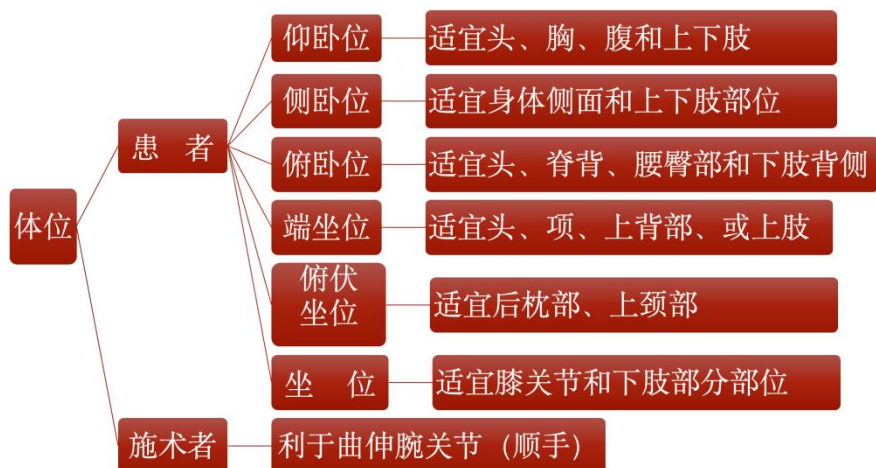 仰卧位
适宜头、胸、腹和上下肢
侧卧位
适宜身体侧面和上下肢部位
患 者
俯卧位
适宜头、脊背、腰臀部和下肢背侧
体位
端坐位
适宜头、项、上背部、或上肢
俯伏
坐位
适宜后枕部、上颈部
坐 位
适宜膝关节和下肢部分部位
施术者
利于曲伸腕关节（顺手）